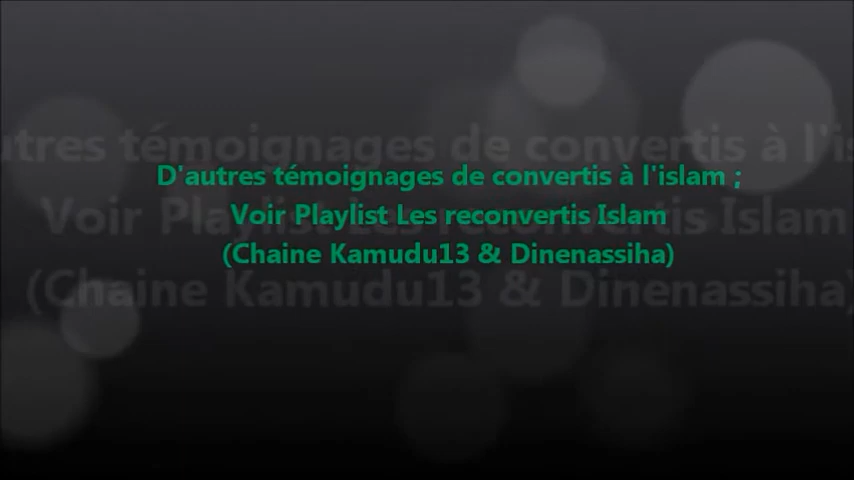 D'autres témoignages de convertis à l'islam ;
Voir Playlist Les reconvertis Islam
(Chaine Kamudu13 & Dinenassiha)